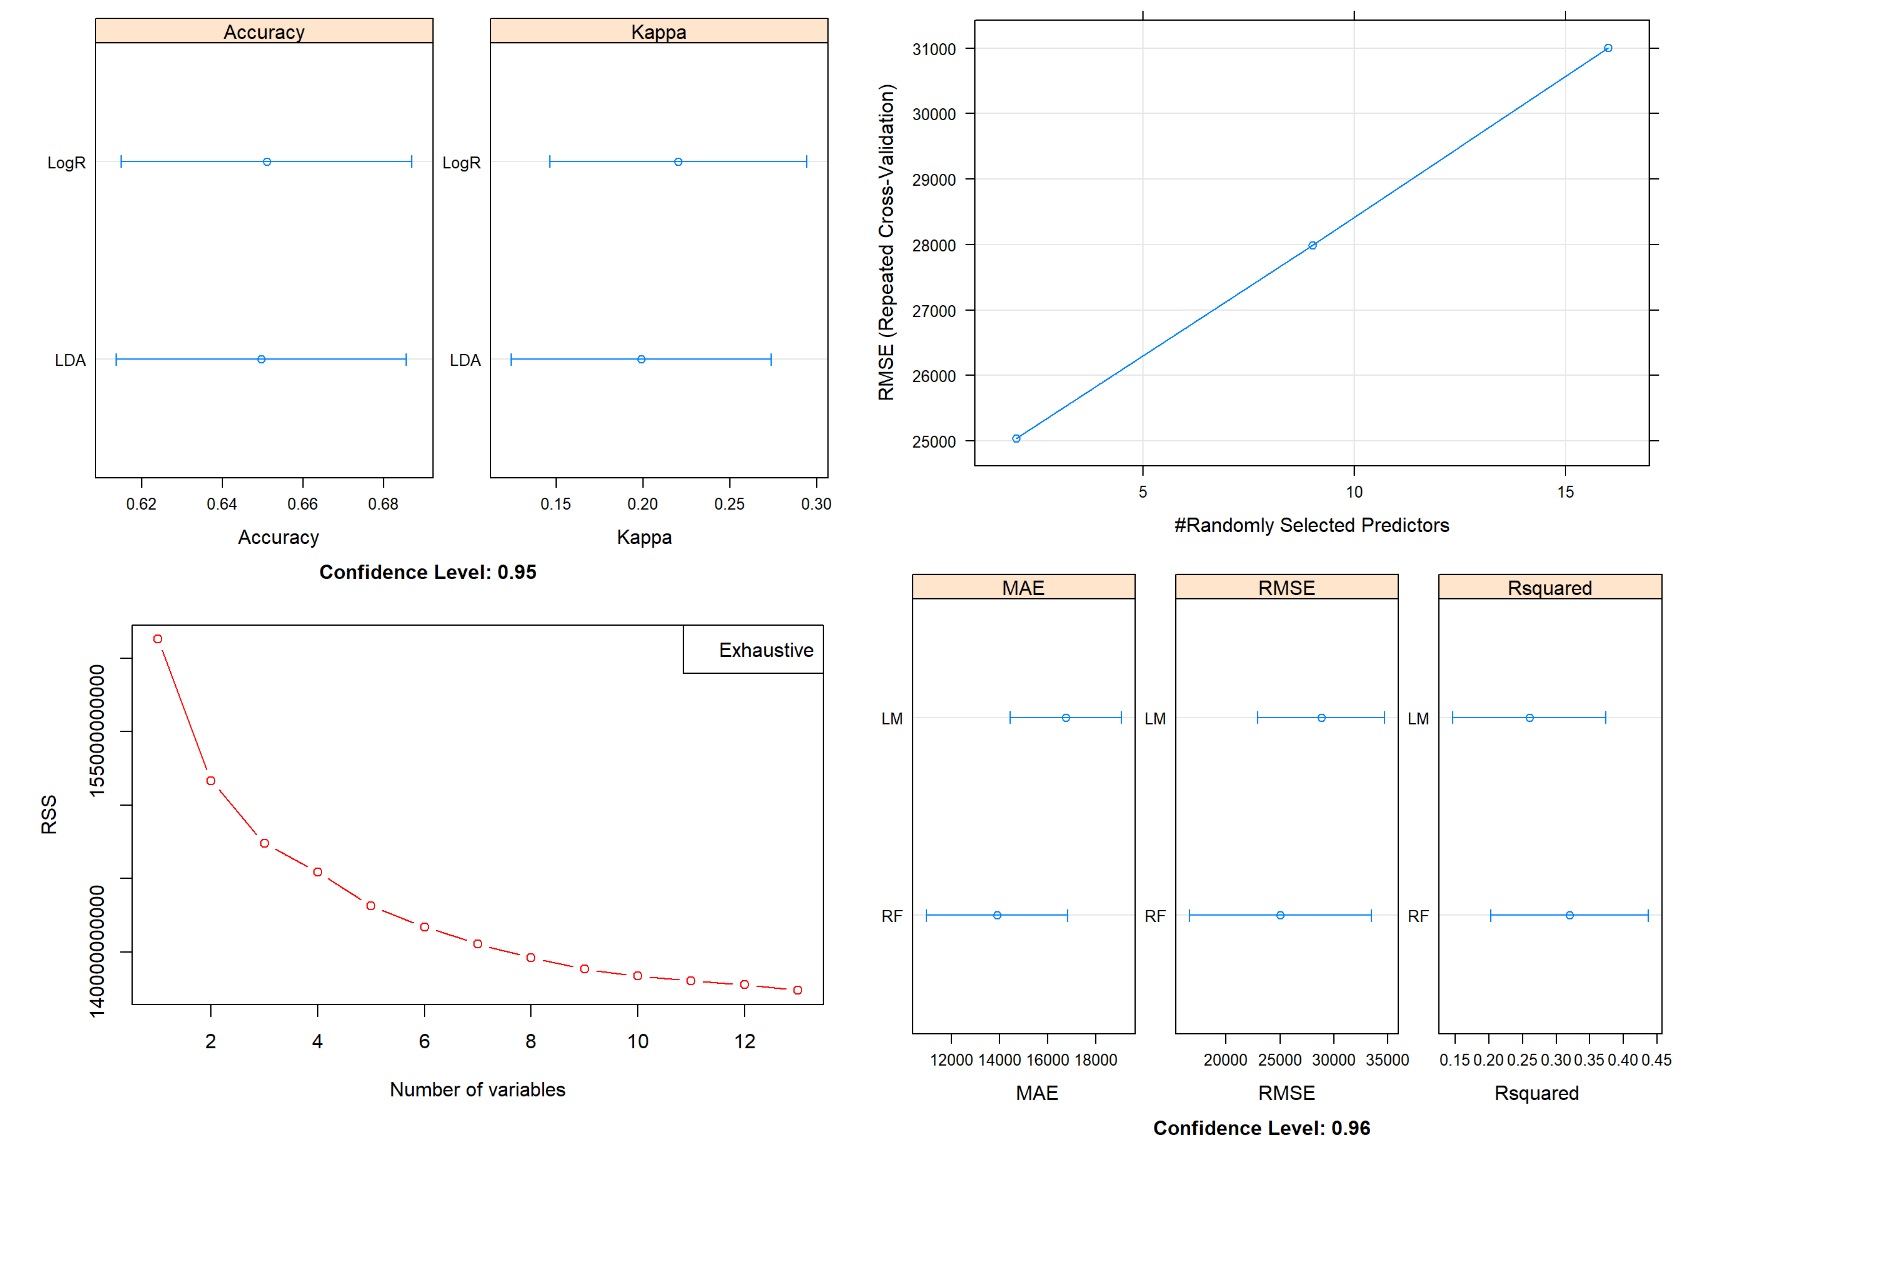 Accuracy
Kappa
LogR
LogR
LDA
LDA
0.62 0.64 0.66 0.68
0.15 0.20 0.25 0.30
Accuracy
Kappa
Confidence Level: 0.95
RMSE (Repeated Cross-Validation)
31000
30000
29000
28000
27000
26000
25000
5 10 15
#Randomly Selected Predictors
Exhaustive
RSS
15500000000
14000000000
2 4 6 8 10 12
Number of variables
MAE
RMSE
Rsquared
LM
LM
LM
RF
RF
RF
12000 14000 16000 18000
20000 25000 30000 35000
0.15 0.20 0.25 0.30 0.35 0.40 0.45
MAE
RMSE
Rsquared
Confidence Level: 0.96